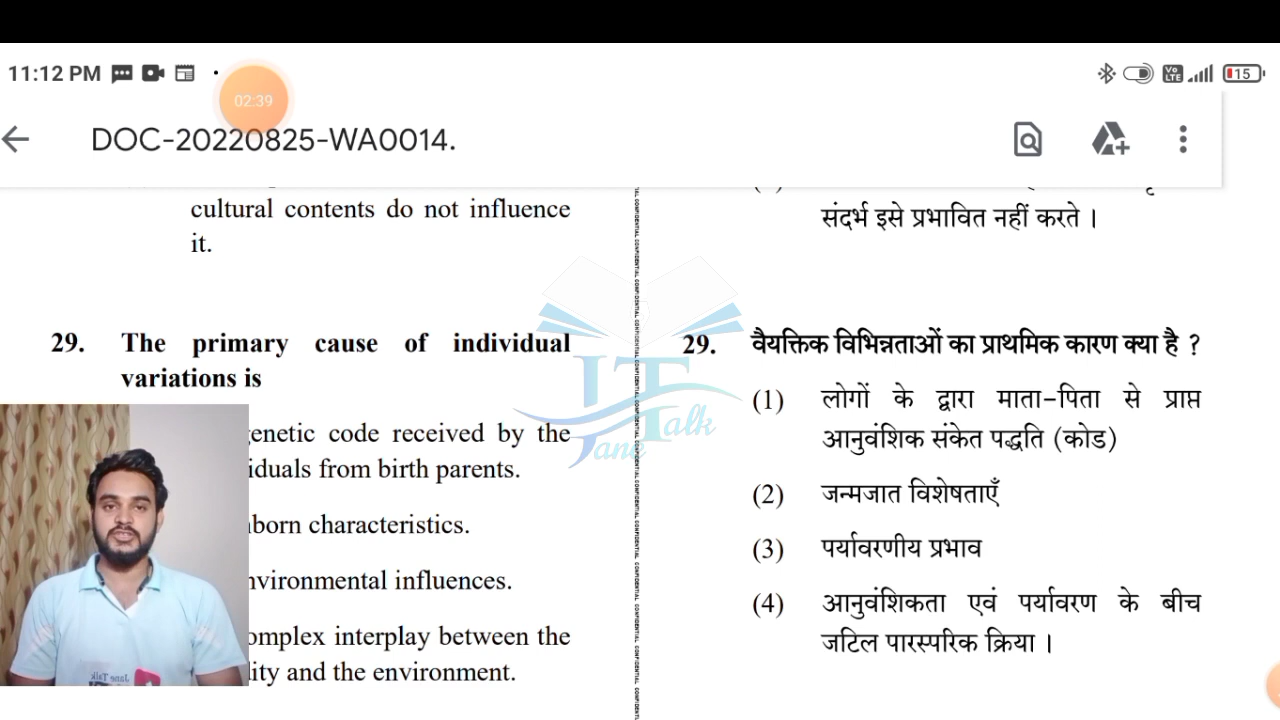 11:12 PM
15
02:39
DOC-20220825-WA0014.
cultural contents do not influence
it.
29. The primary cause of individual
variations is
genetic code received by the
iduals from birth parents.
born characteristics.
nvironmental influences.
omplex interplay between the
lity and the environment.
संदर्भ इसे प्रभावित नहीं करते ।
29. वैयक्तिक विभिन्नताओं का प्राथमिक कारण क्या है ?
(1) लोगों के द्वारा माता-पिता से प्राप्त
आनुवंशिक संकेत पद्धति (कोड)
(2) जन्मजात विशेषताएँ
(3) पर्यावरणीय प्रभाव
(4) आनुवंशिकता एवं पर्यावरण के बीच
जटिल पारस्परिक क्रिया ।
Jane Talk